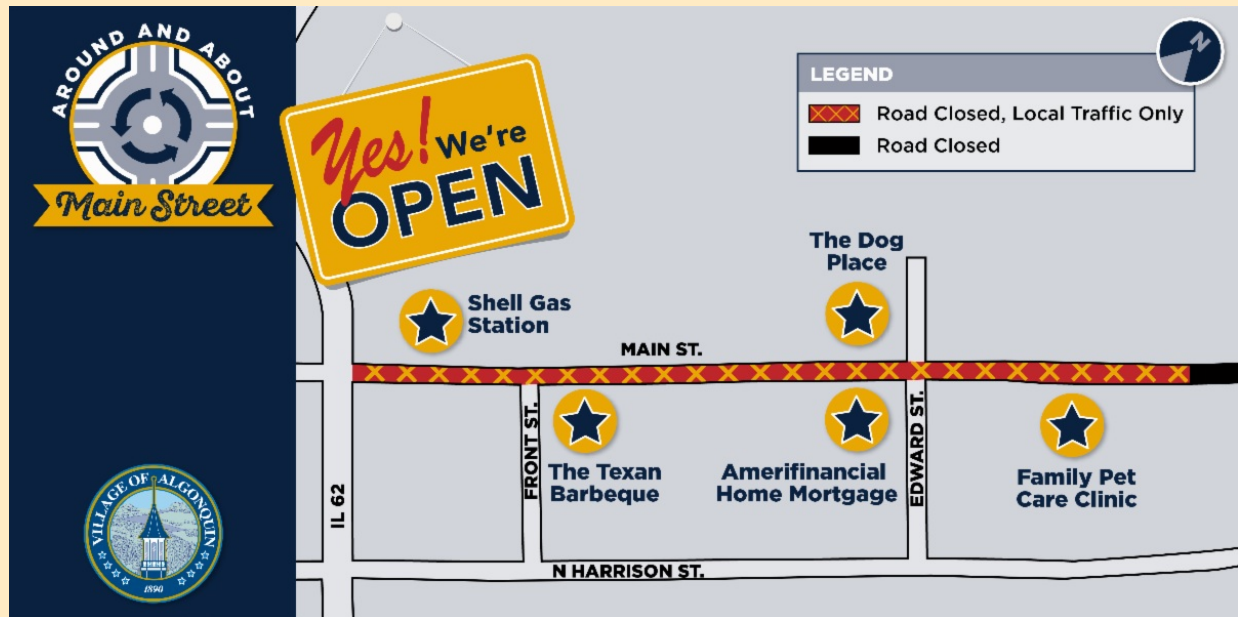 AROUND AND ABOUT
Main Street
Yes! We're
OPEN
N
LEGEND
Road Closed, Local Traffic Only
Road Closed
The Dog
Place
Shell Gas
Station
MAIN ST.
FRONT ST.
The Texan
Barbeque
Amerifinancial
Home Mortgage
EDWARD ST.
Family Pet
Care Clinic
IL 62
N HARRISON ST.
VILLAGE OF ALGONQUIN
1890